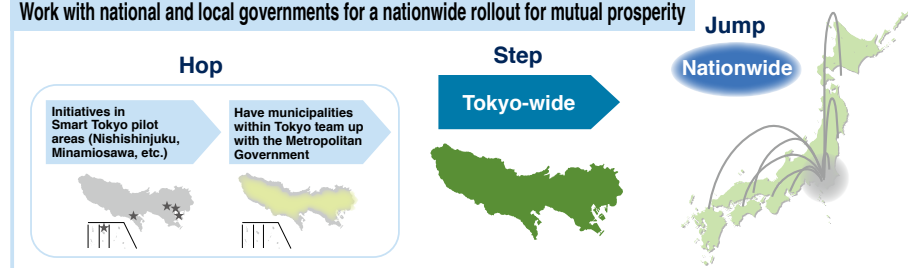 Work with national and local governments for a nationwide rollout for mutual prosperity
Hop
Initiatives in
Smart Tokyo pilot
areas (Nishishinjuku,
Minamiosawa, etc.)
Have municipalities
within Tokyo team up
with the Metropolitan
Government
Step
Tokyo-wide
Jump
Nationwide